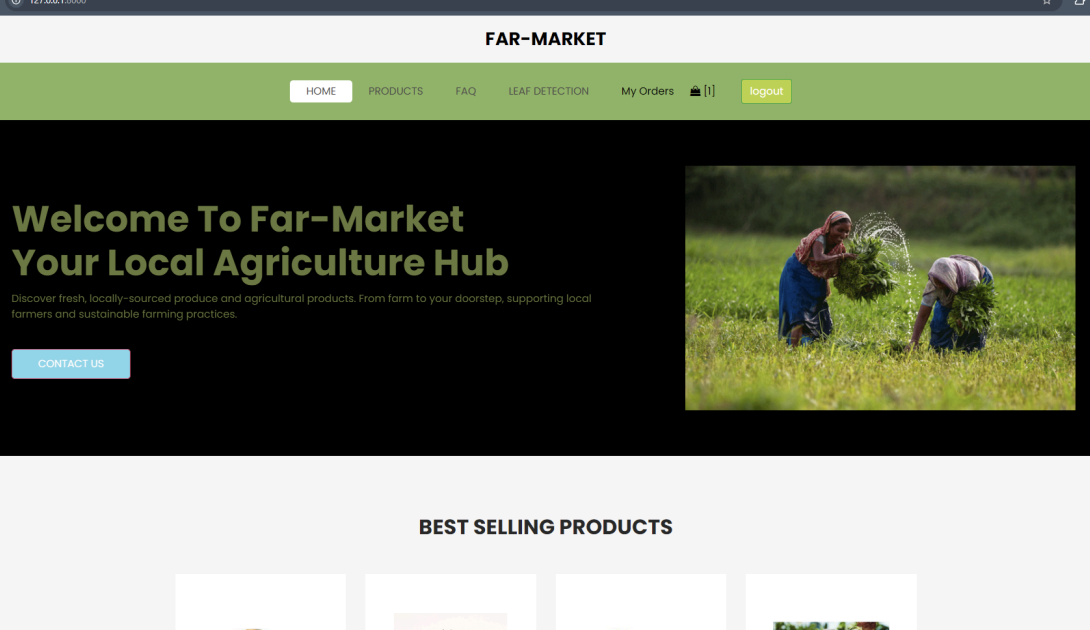 127.0.0.1:8000
FAR-MARKET
HOME PRODUCTS FAQ LEAF DETECTION My Orders [1] logout
Welcome To Far-Market
Your Local Agriculture Hub
Discover fresh, locally-sourced produce and agricultural products. From farm to your doorstep, supporting local
farmers and sustainable farming practices.
CONTACT US
BEST SELLING PRODUCTS